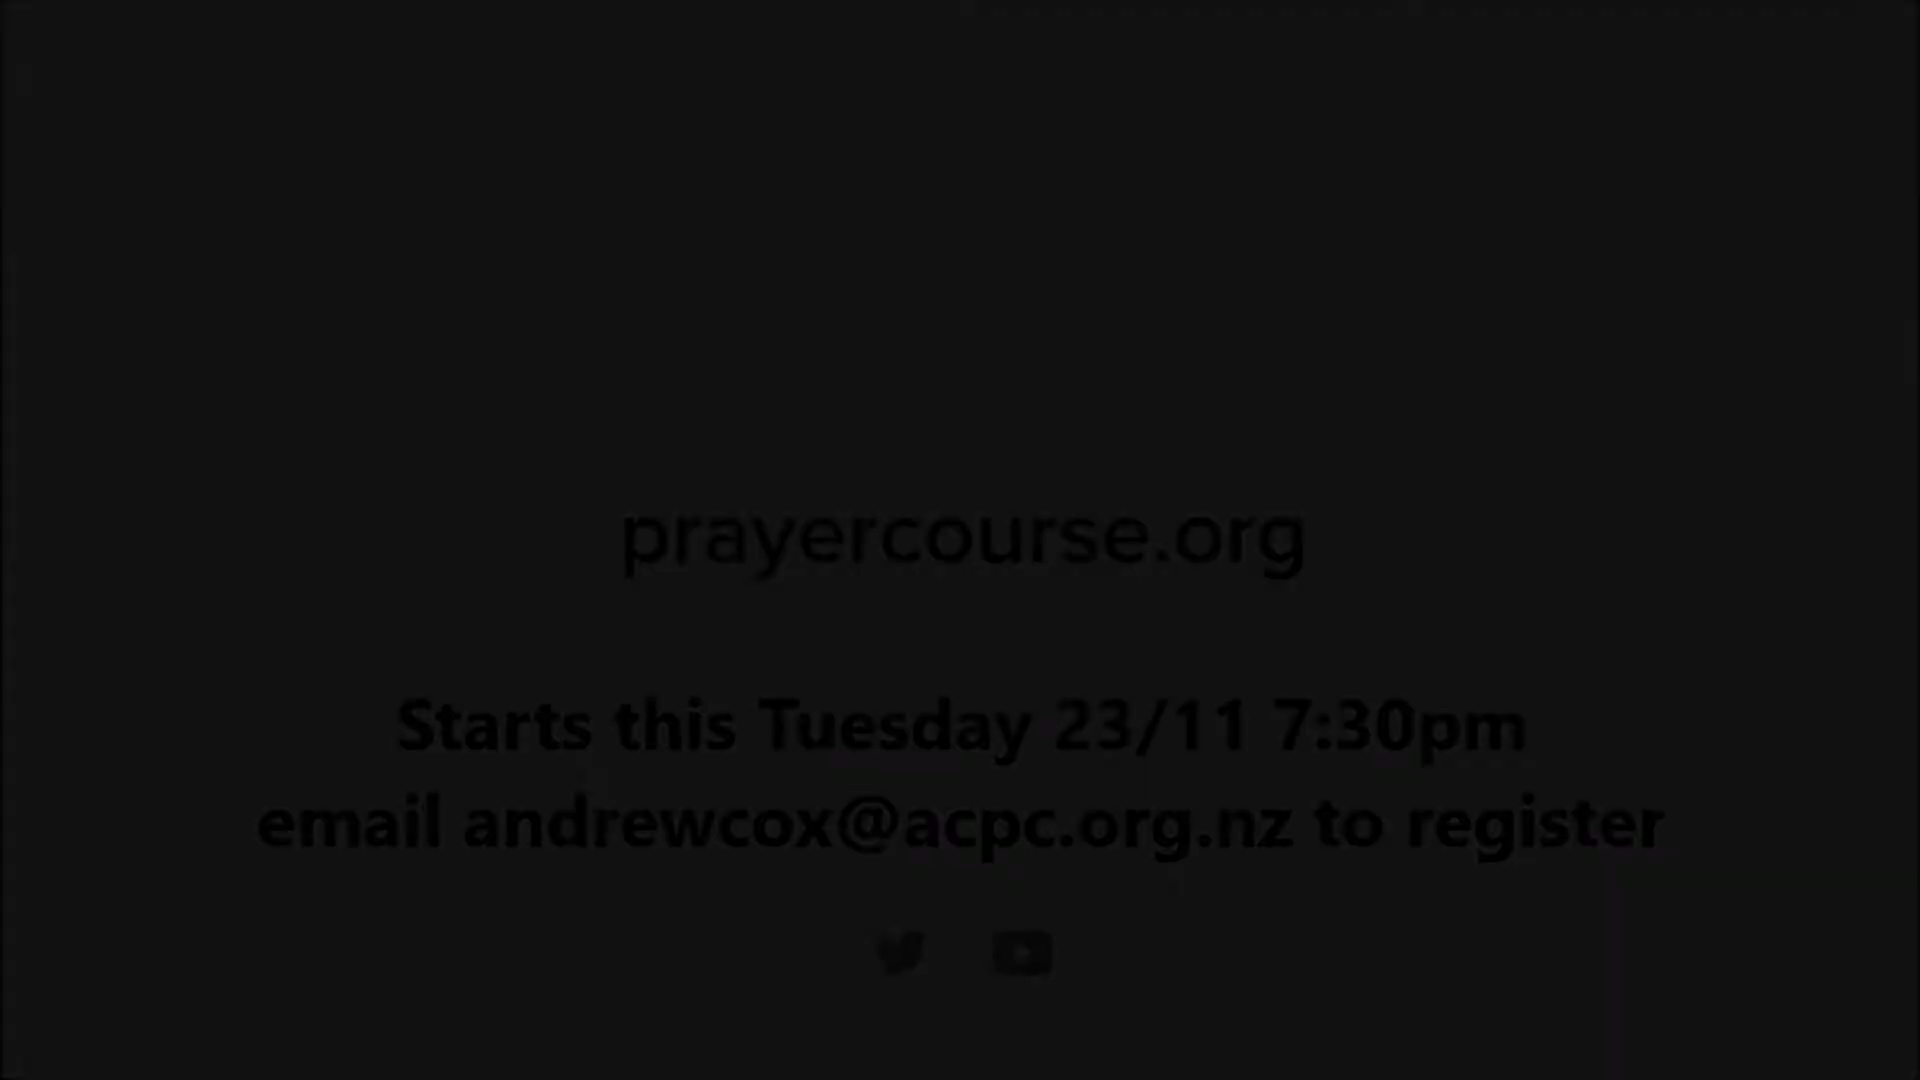 prayercourse.org
Starts this Tuesday 23/11 7:30pm
email andrewcox@acpc.org.nz to register